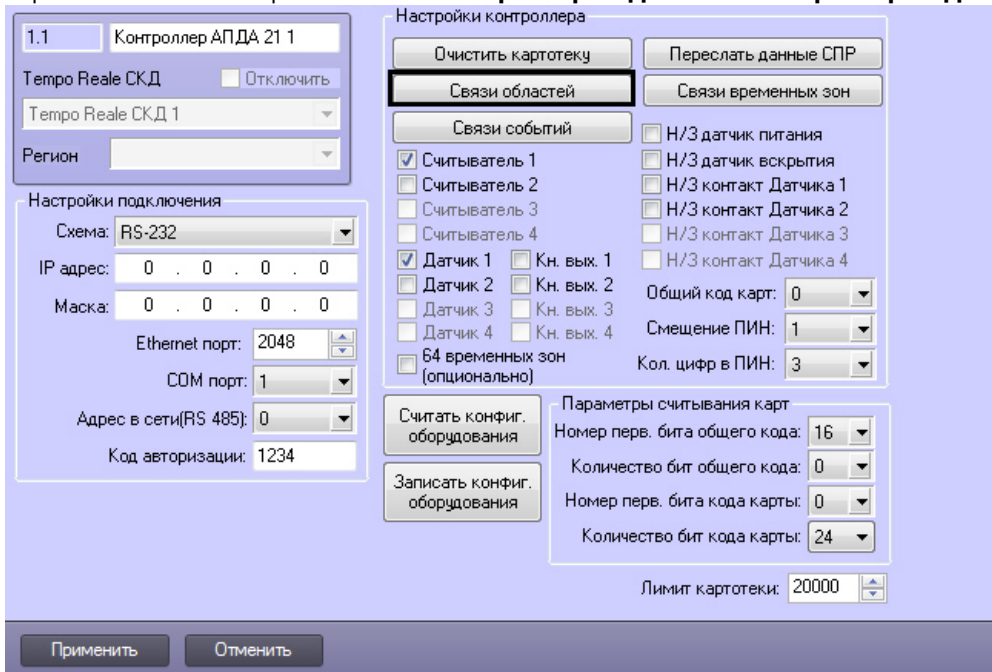 1.1 Контроллер АПДА 21 1
Tempo Reale СКД Отключить
Tempo Reale СКД 1
Регион
Настройки подключения
Схема: RS-232
IP адрес: 0 . 0 . 0 . 0
Маска: 0 . 0 . 0 . 0
Ethernet порт: 2048
COM порт: 1
Адрес в сети(RS 485): 0
Код авторизации: 1234
Настройки контроллера
Очистить картотеку Переслать данные СПР
Связи областей Связи временных зон
Связи событий
Н/З датчик питания
Считыватель 1 Н/З датчик вскрытия
Считыватель 2 Н/З контакт Датчика 1
Считыватель 3 Н/З контакт Датчика 2
Считыватель 4 Н/З контакт Датчика 3
Датчик 1 Кн. вых. 1 Н/З контакт Датчика 4
Датчик 2 Кн. вых. 2
Датчик 3 Кн. вых. 3
Датчик 4 Кн. вых. 4
64 временных зон
(опционально)
Общий код карт: 0
Смещение ПИН: 1
Кол. цифр в ПИН: 3
Считать конфиг.
оборудования
Записать конфиг.
оборудования
Параметры считывания карт
Номер перв. бита общего кода: 16
Количество бит общего кода: 0
Номер перв. бита кода карты: 0
Количество бит кода карты: 24
Лимит картотеки: 20000
Применить Отменить